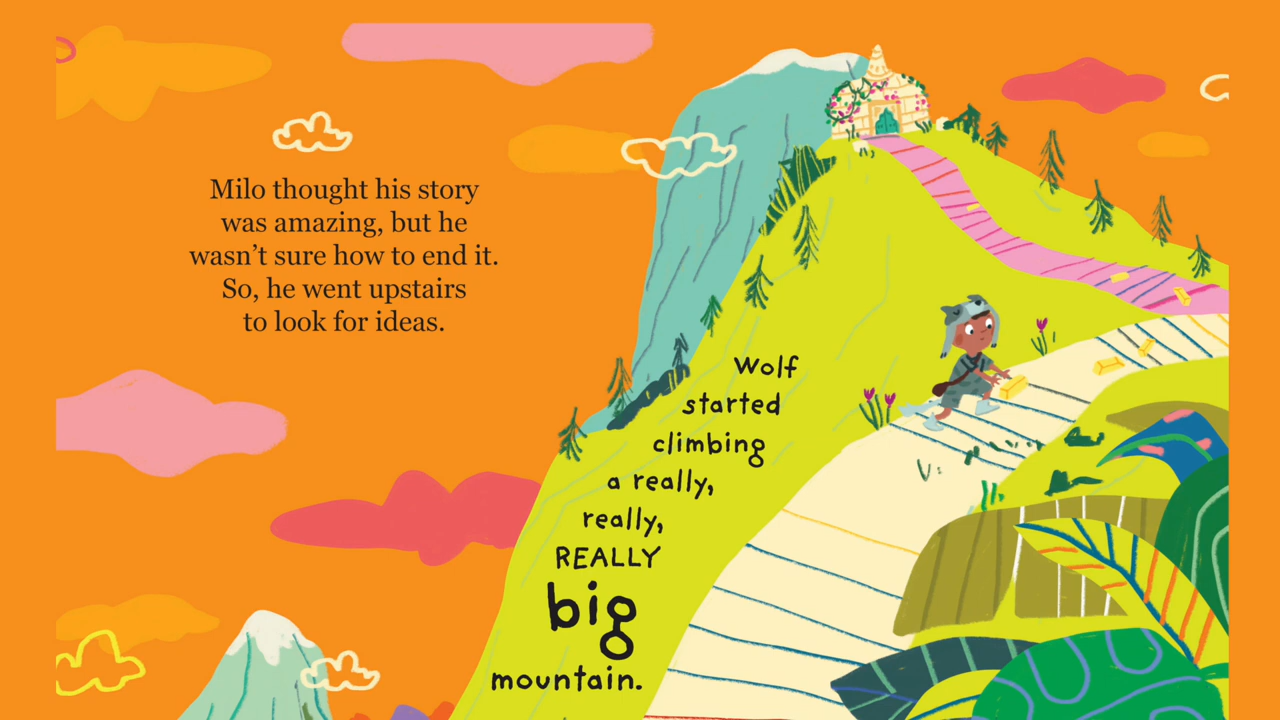 Milo thought his story
was amazing, but he
wasn’t sure how to end it.
So, he went upstairs
to look for ideas.
Wolf
started
climbing
a really,
really,
REALLY
big
mountain.